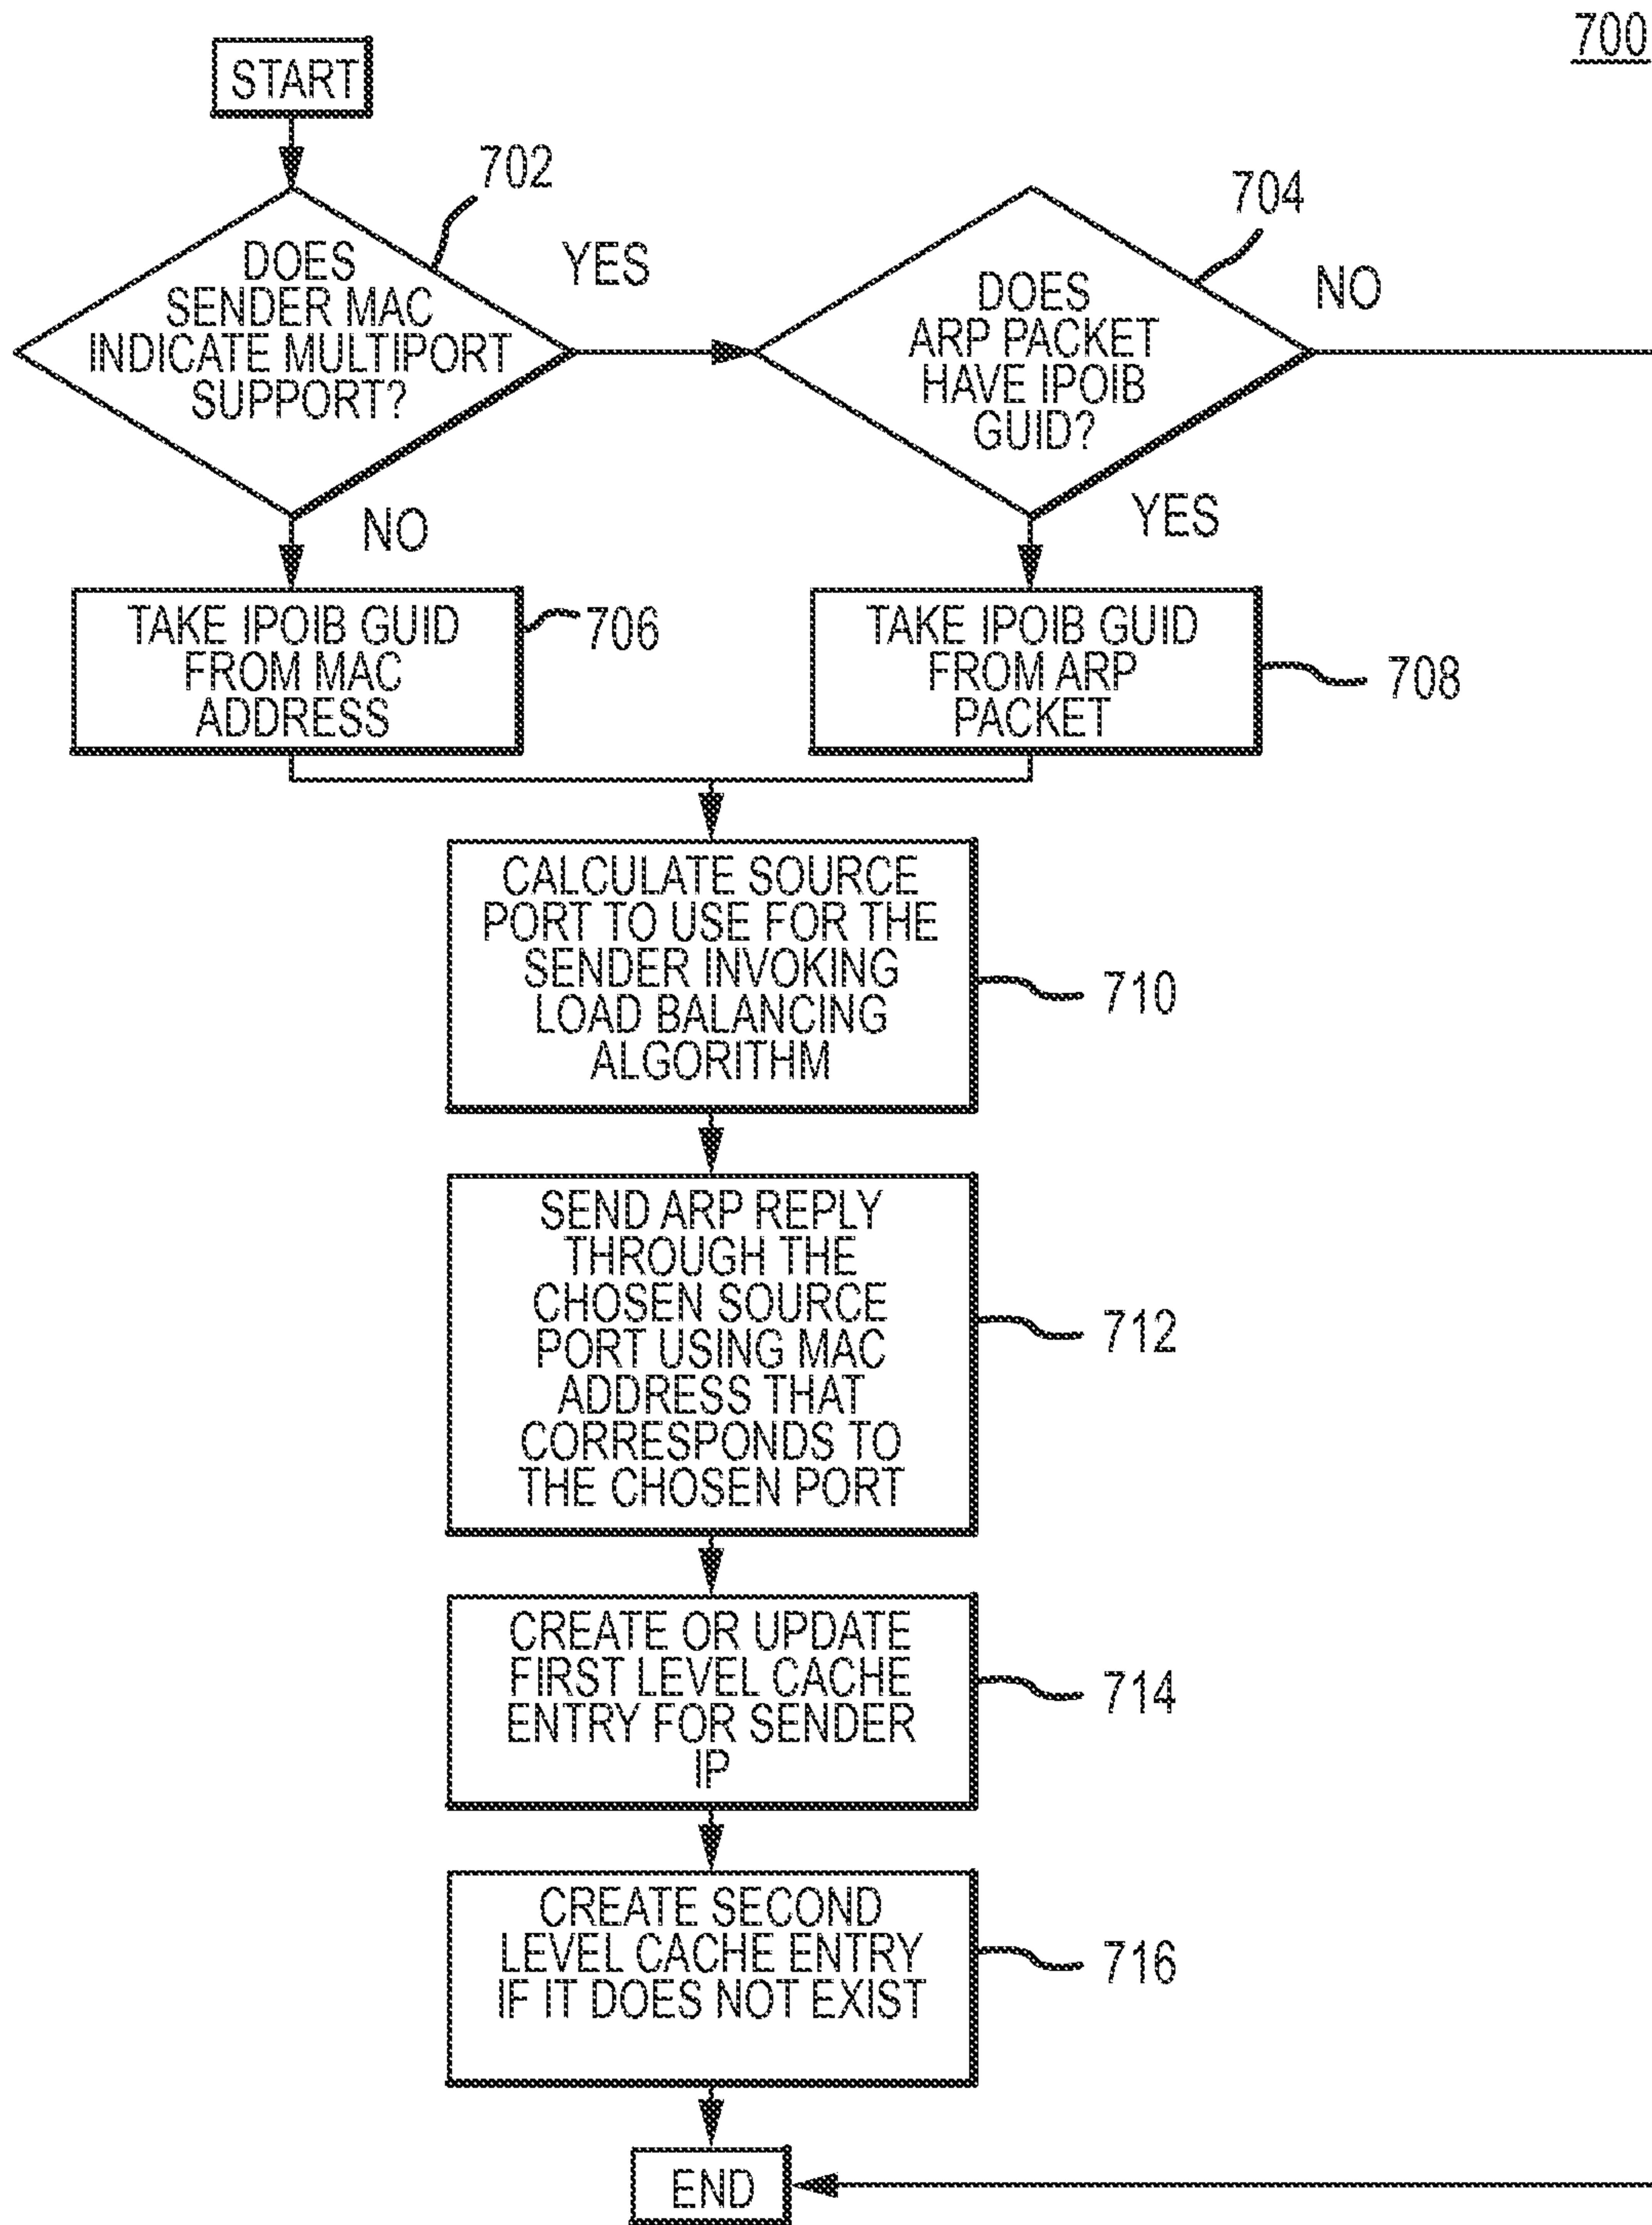 700
START
702
DOES
SENDER MAC
INDICATE MULTIPORT
SUPPORT?
YES
NO
704
DOES
ARP PACKET
HAVE IPOIB
GUID?
NO
YES
TAKE IPOIB GUID
FROM MAC
ADDRESS
706
TAKE IPOIB GUID
FROM ARP
PACKET
708
CALCULATE SOURCE
PORT TO USE FOR THE
SENDER INVOKING
LOAD BALANCING
ALGORITHM
710
SEND ARP REPLY
THROUGH THE
CHOSEN SOURCE
PORT USING MAC
ADDRESS THAT
CORRESPONDS TO
THE CHOSEN PORT
712
CREATE OR UPDATE
FIRST LEVEL CACHE
ENTRY FOR SENDER
IP
714
CREATE SECOND
LEVEL CACHE ENTRY
IF IT DOES NOT EXIST
716
END